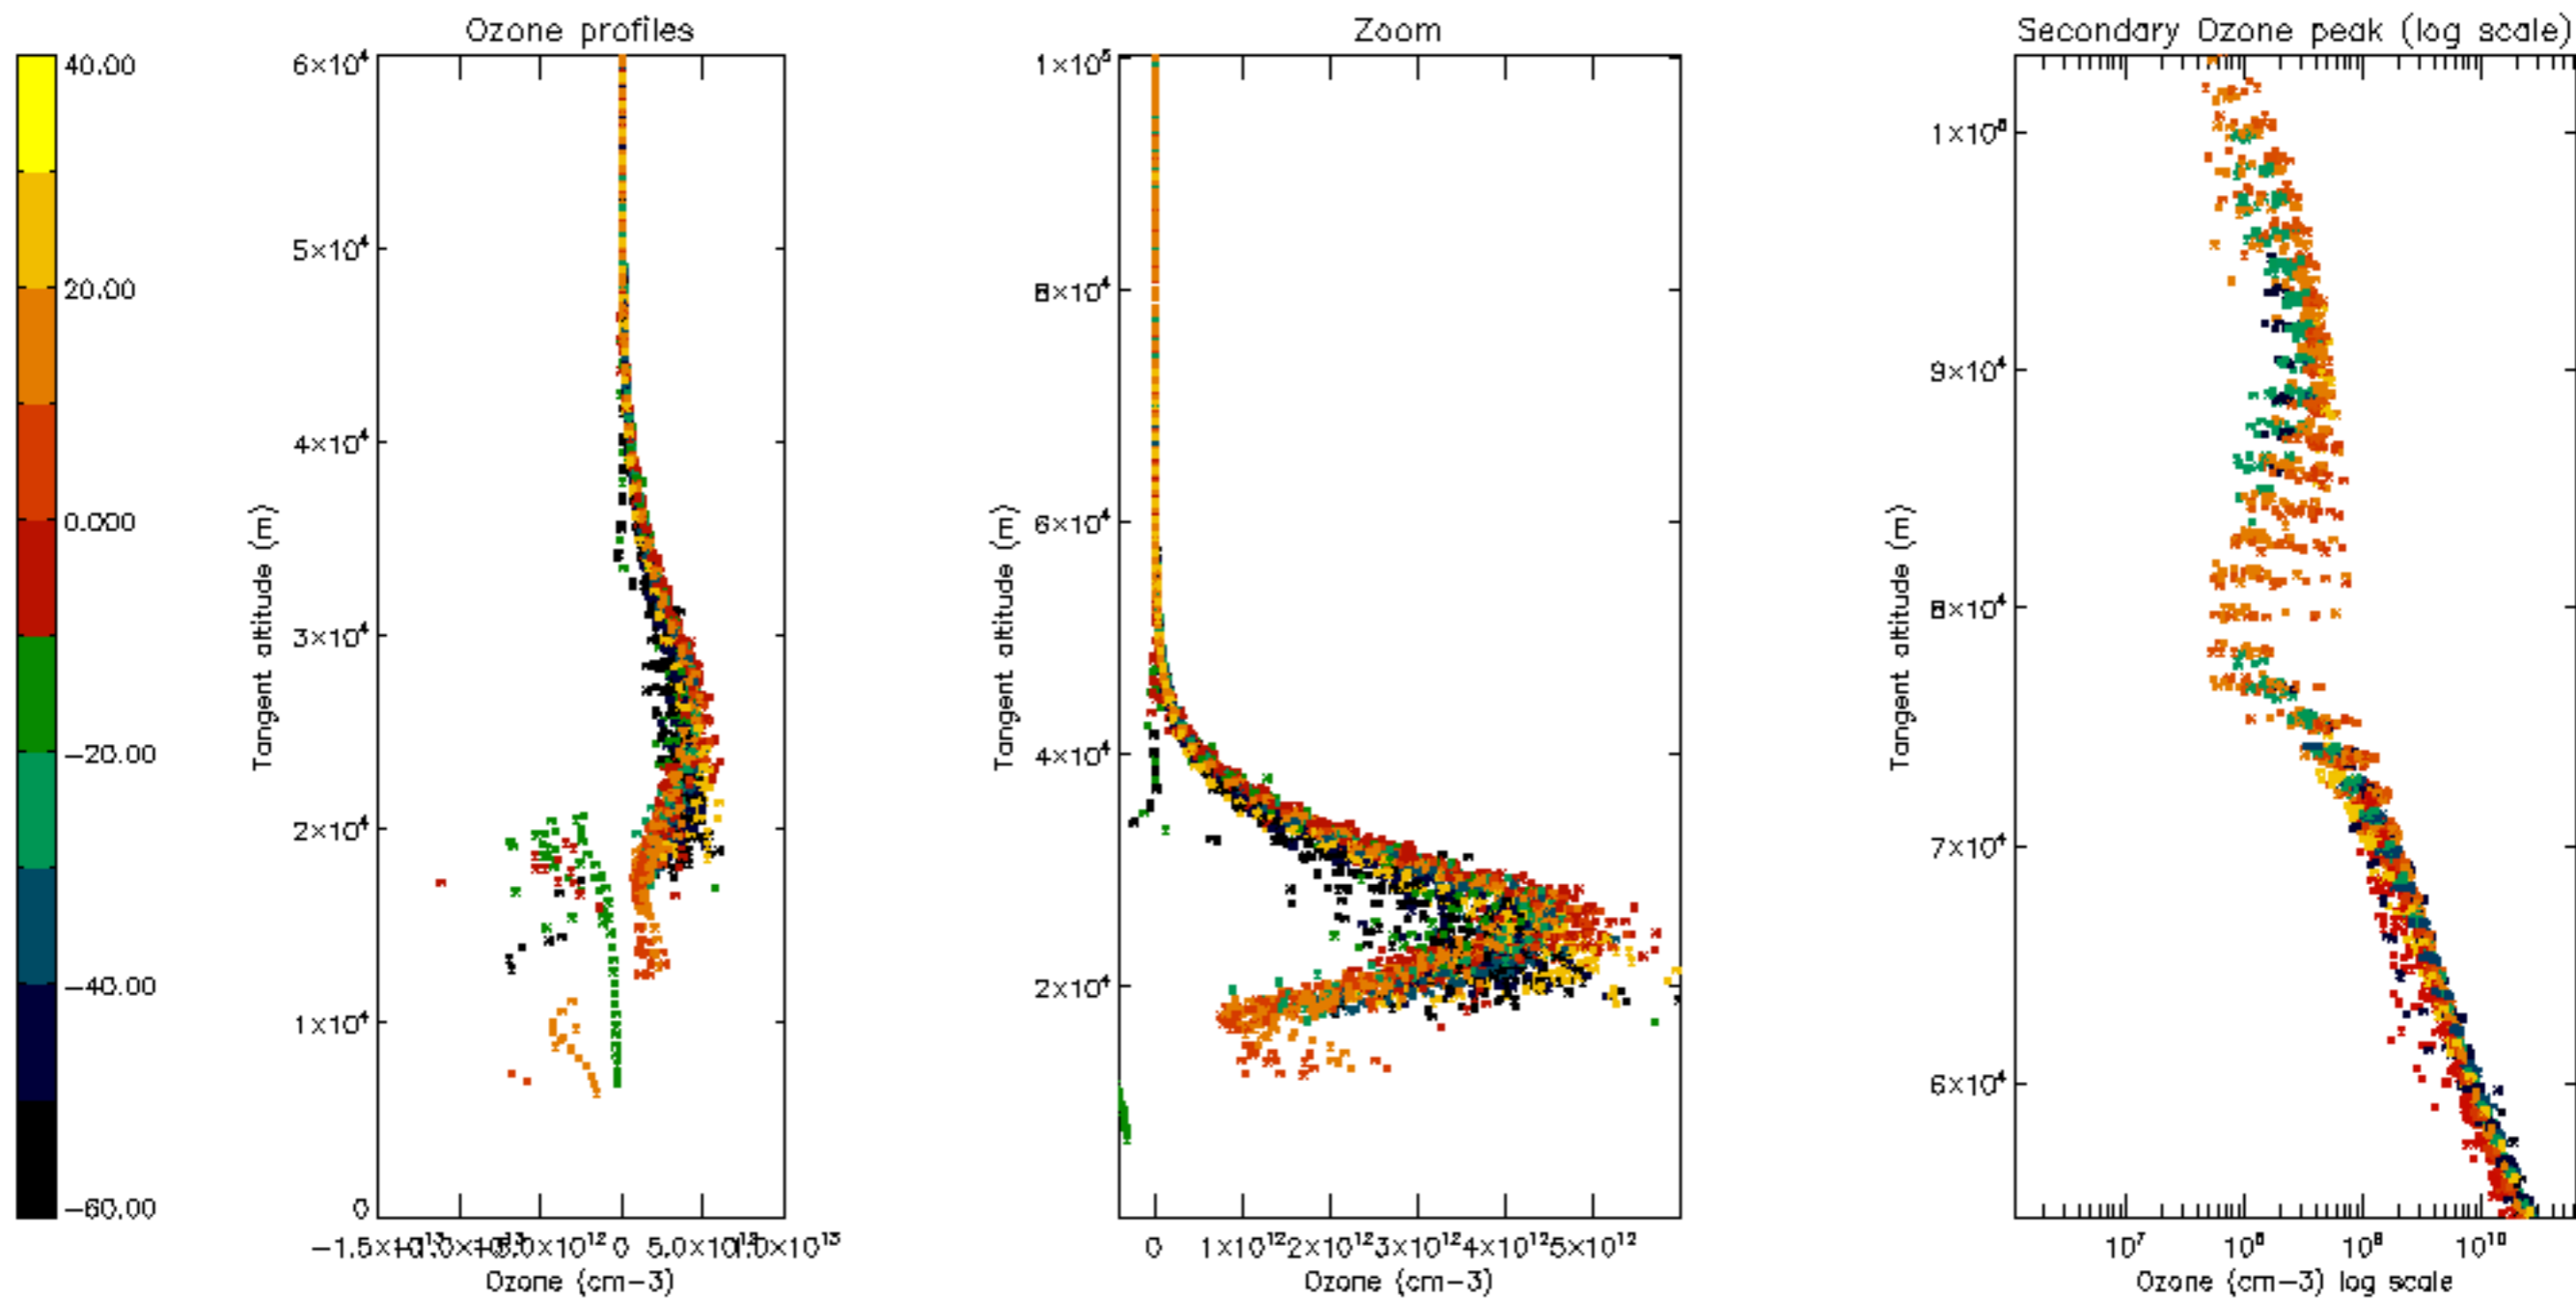 Ozone profiles
Zoom
Secondary Ozone peak (log scale)
40.00
20.00
0.000
−20.00
−40.00
−60.00
6×10⁴
5×10⁴
4×10⁴
3×10⁴
2×10⁴
1×10⁴
0
Tangent altitude (m)
5.0×10¹²
0
Ozone (cm−3)
1×10⁵
8×10⁴
6×10⁴
4×10⁴
2×10⁴
Tangent altitude (m)
0 1×10¹² 2×10¹² 3×10¹² 4×10¹² 5×10¹²
Ozone (cm−3)
9×10⁴
8×10⁴
7×10⁴
6×10⁴
Tangent altitude (m)
10⁷ 10⁸ 10⁹ 10¹⁰
Ozone (cm−3) log scale